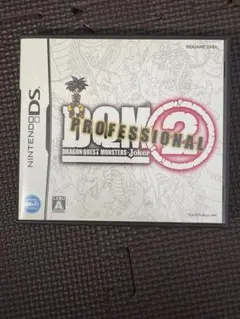 SQUARE ENIX.
NINTENDO DS
DQM 2
PROFESSIONAL
DRAGON QUEST MONSTERS-Joker
A